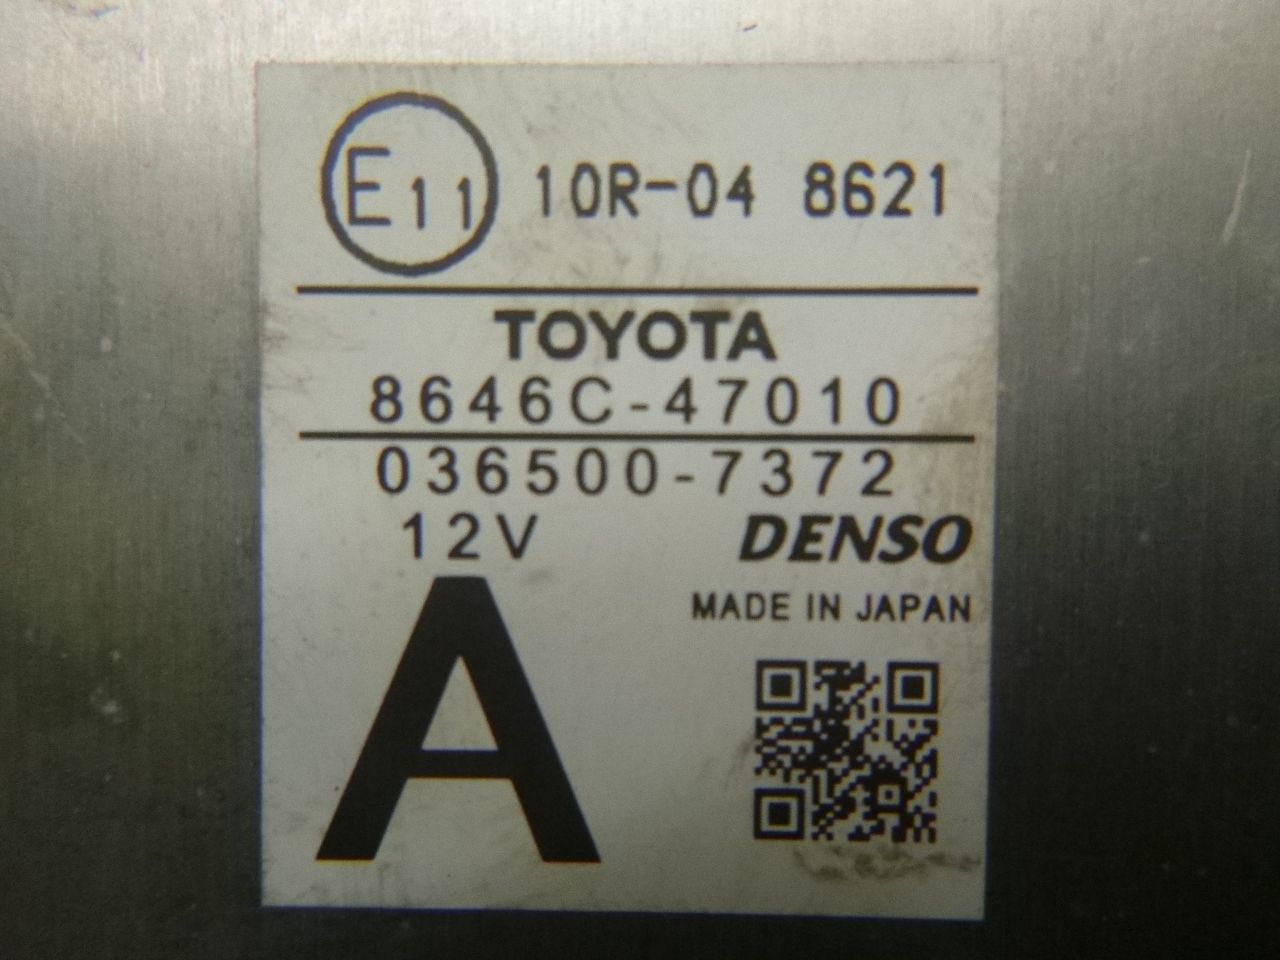 E11 10R-04 8621
TOYOTA
8646C-47010
036500-7372
12V DENSO
MADE IN JAPAN
A